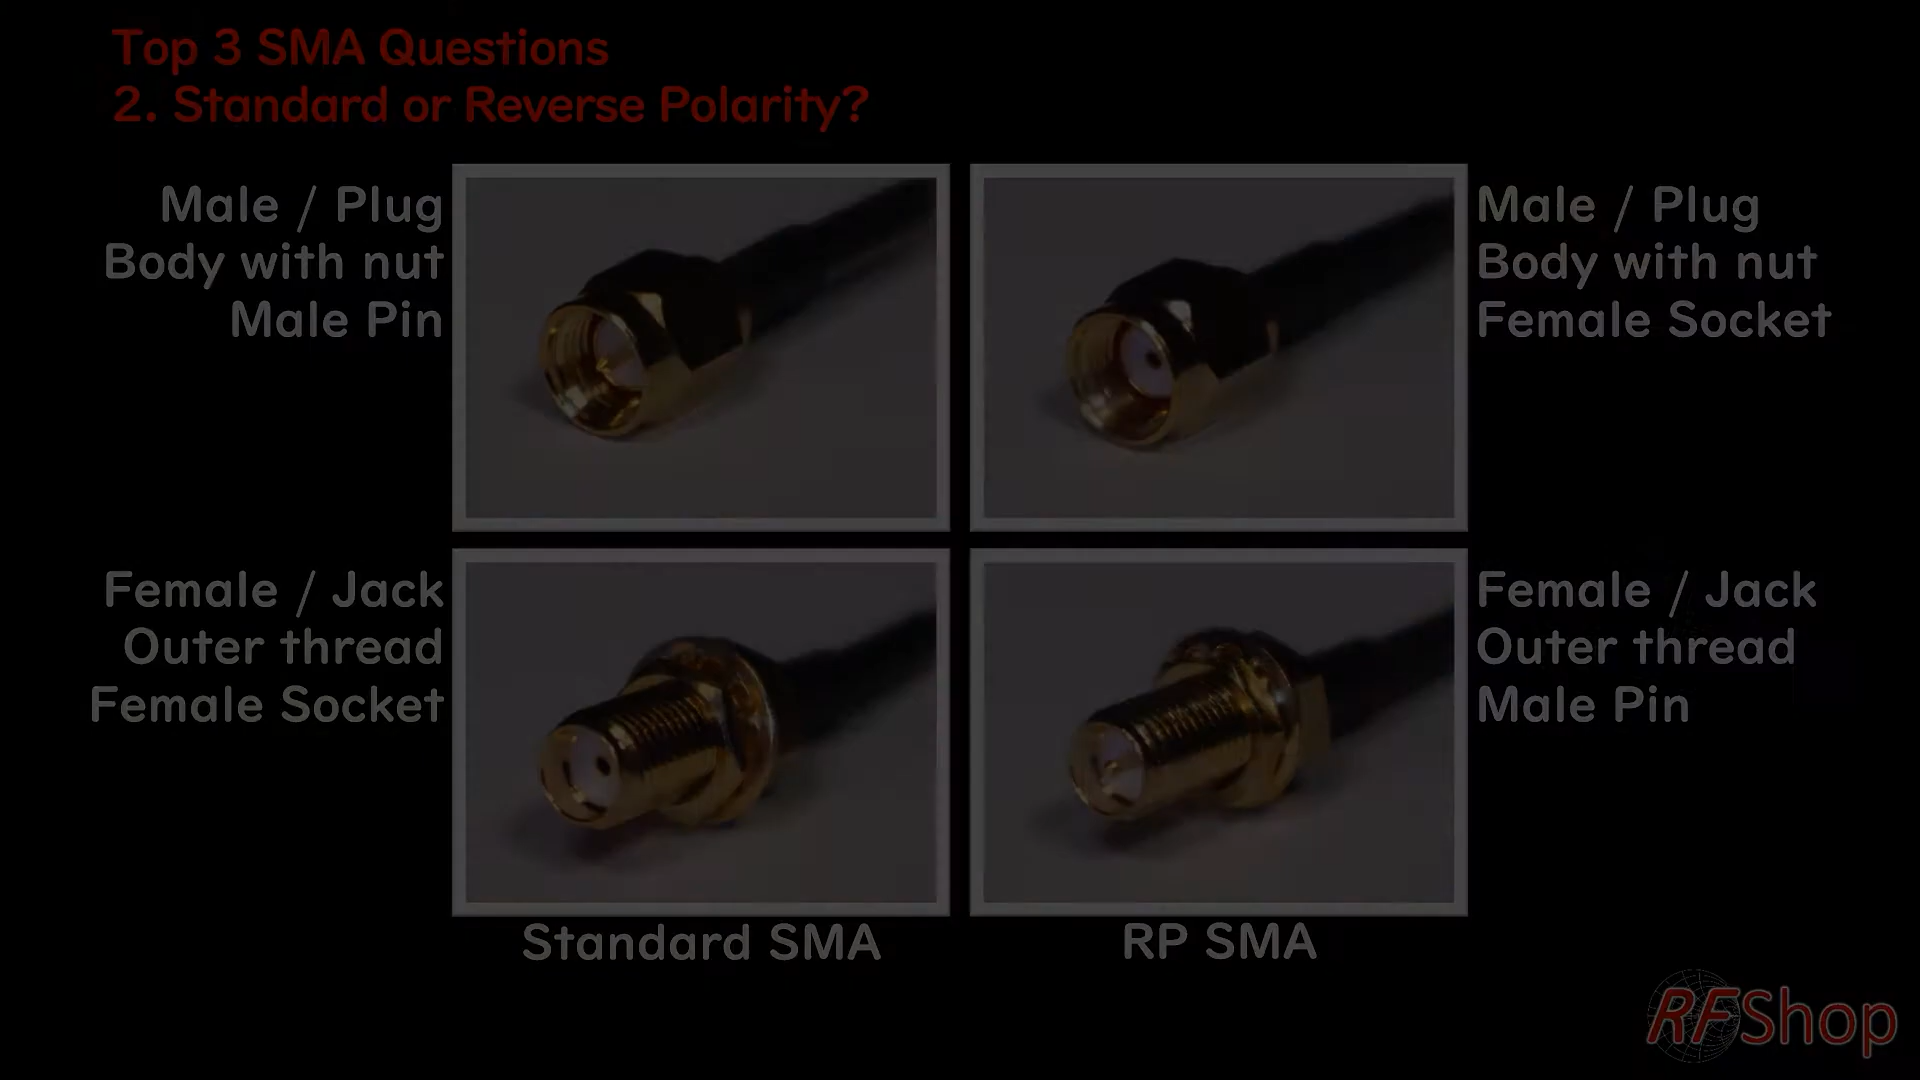 Top 3 SMA Questions
2. Standard or Reverse Polarity?
Male / Plug
Body with nut
Male Pin
Male / Plug
Body with nut
Female Socket
Female / Jack
Outer thread
Female Socket
Female / Jack
Outer thread
Male Pin
Standard SMA
RP SMA
RFShop